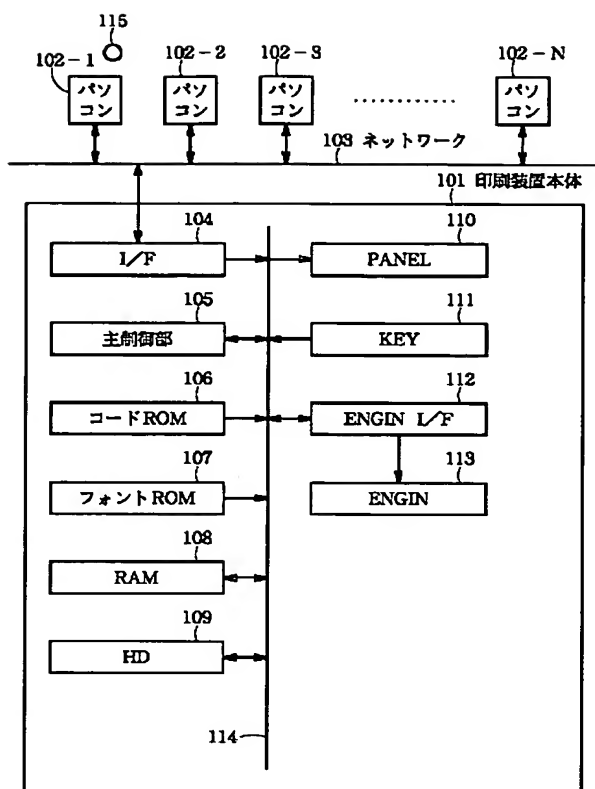 115
102-1
102-2
102-3
102-N
パソコン
パソコン
パソコン
............
パソコン
103 ネットワーク
101 印刷装置本体
104
I/F
110
PANEL
105
主制御部
111
KEY
106
コードROM
112
ENGIN I/F
107
フォントROM
113
ENGIN
108
RAM
109
HD
114